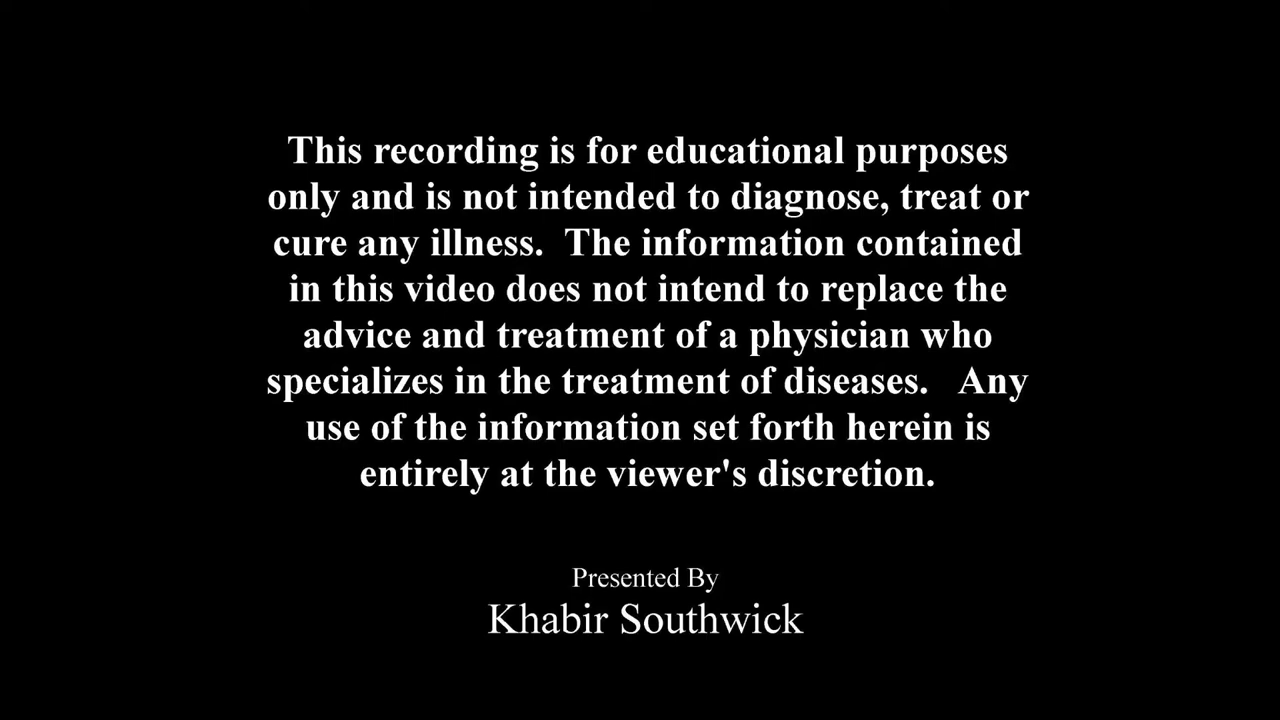 This recording is for educational purposes
only and is not intended to diagnose, treat or
cure any illness.  The information contained
in this video does not intend to replace the
advice and treatment of a physician who
specializes in the treatment of diseases.   Any
use of the information set forth herein is
entirely at the viewer's discretion.
Presented By
Khabir Southwick